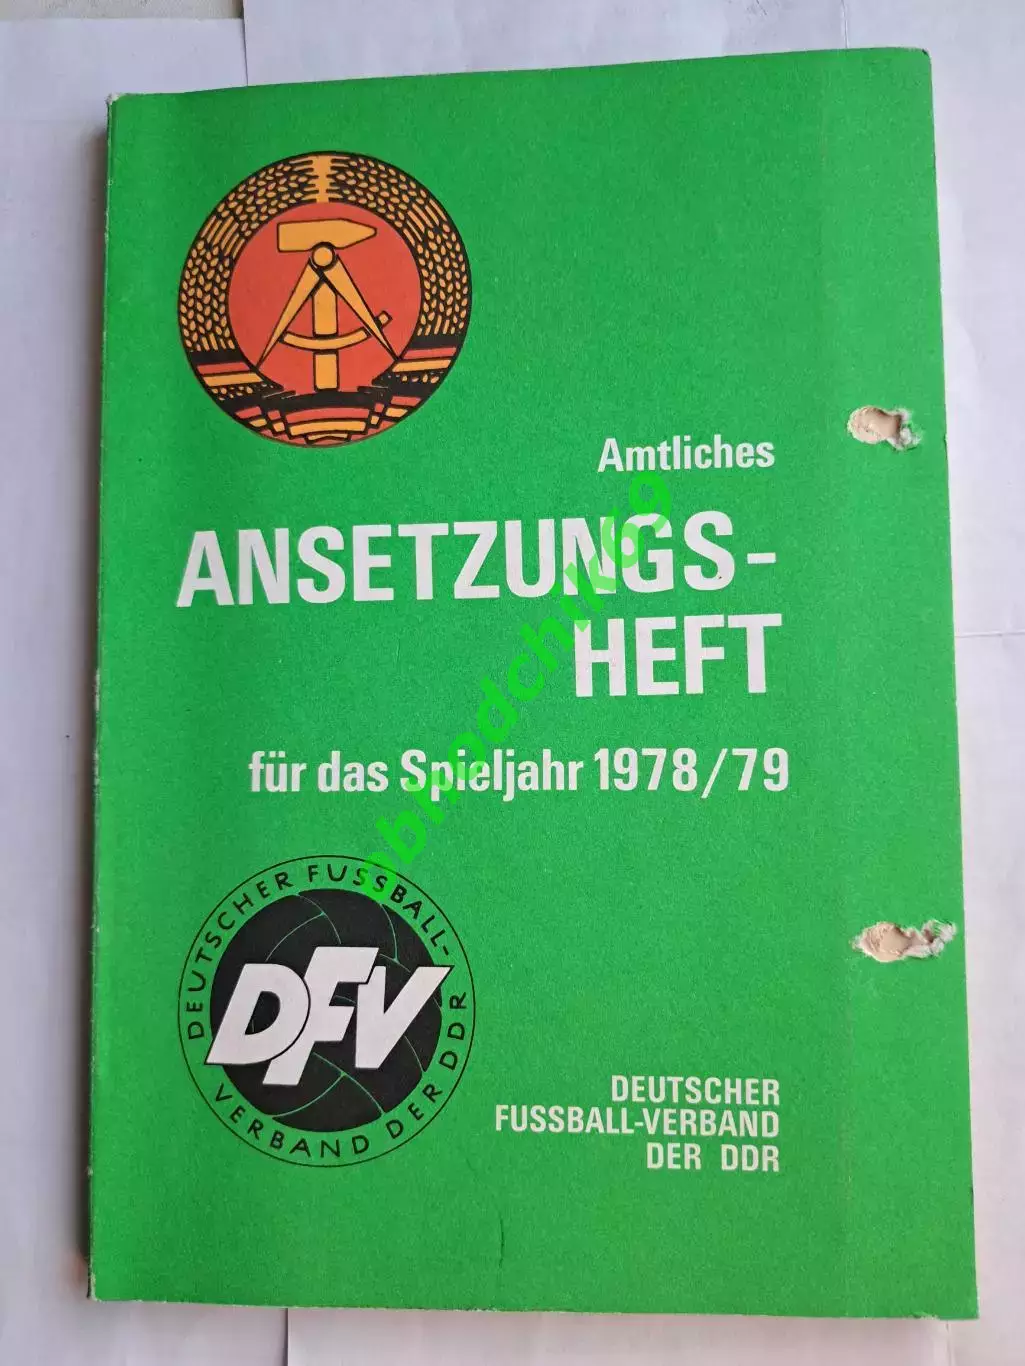 Amtliches
ANSETZUNGS-
HEFT
für das Spieljahr 1978/79
obhodchik69
DEUTSCHER FUSSBALL-
VERBAND DER DDR
DFV
DEUTSCHER
FUSSBALL-VERBAND
DER DDR